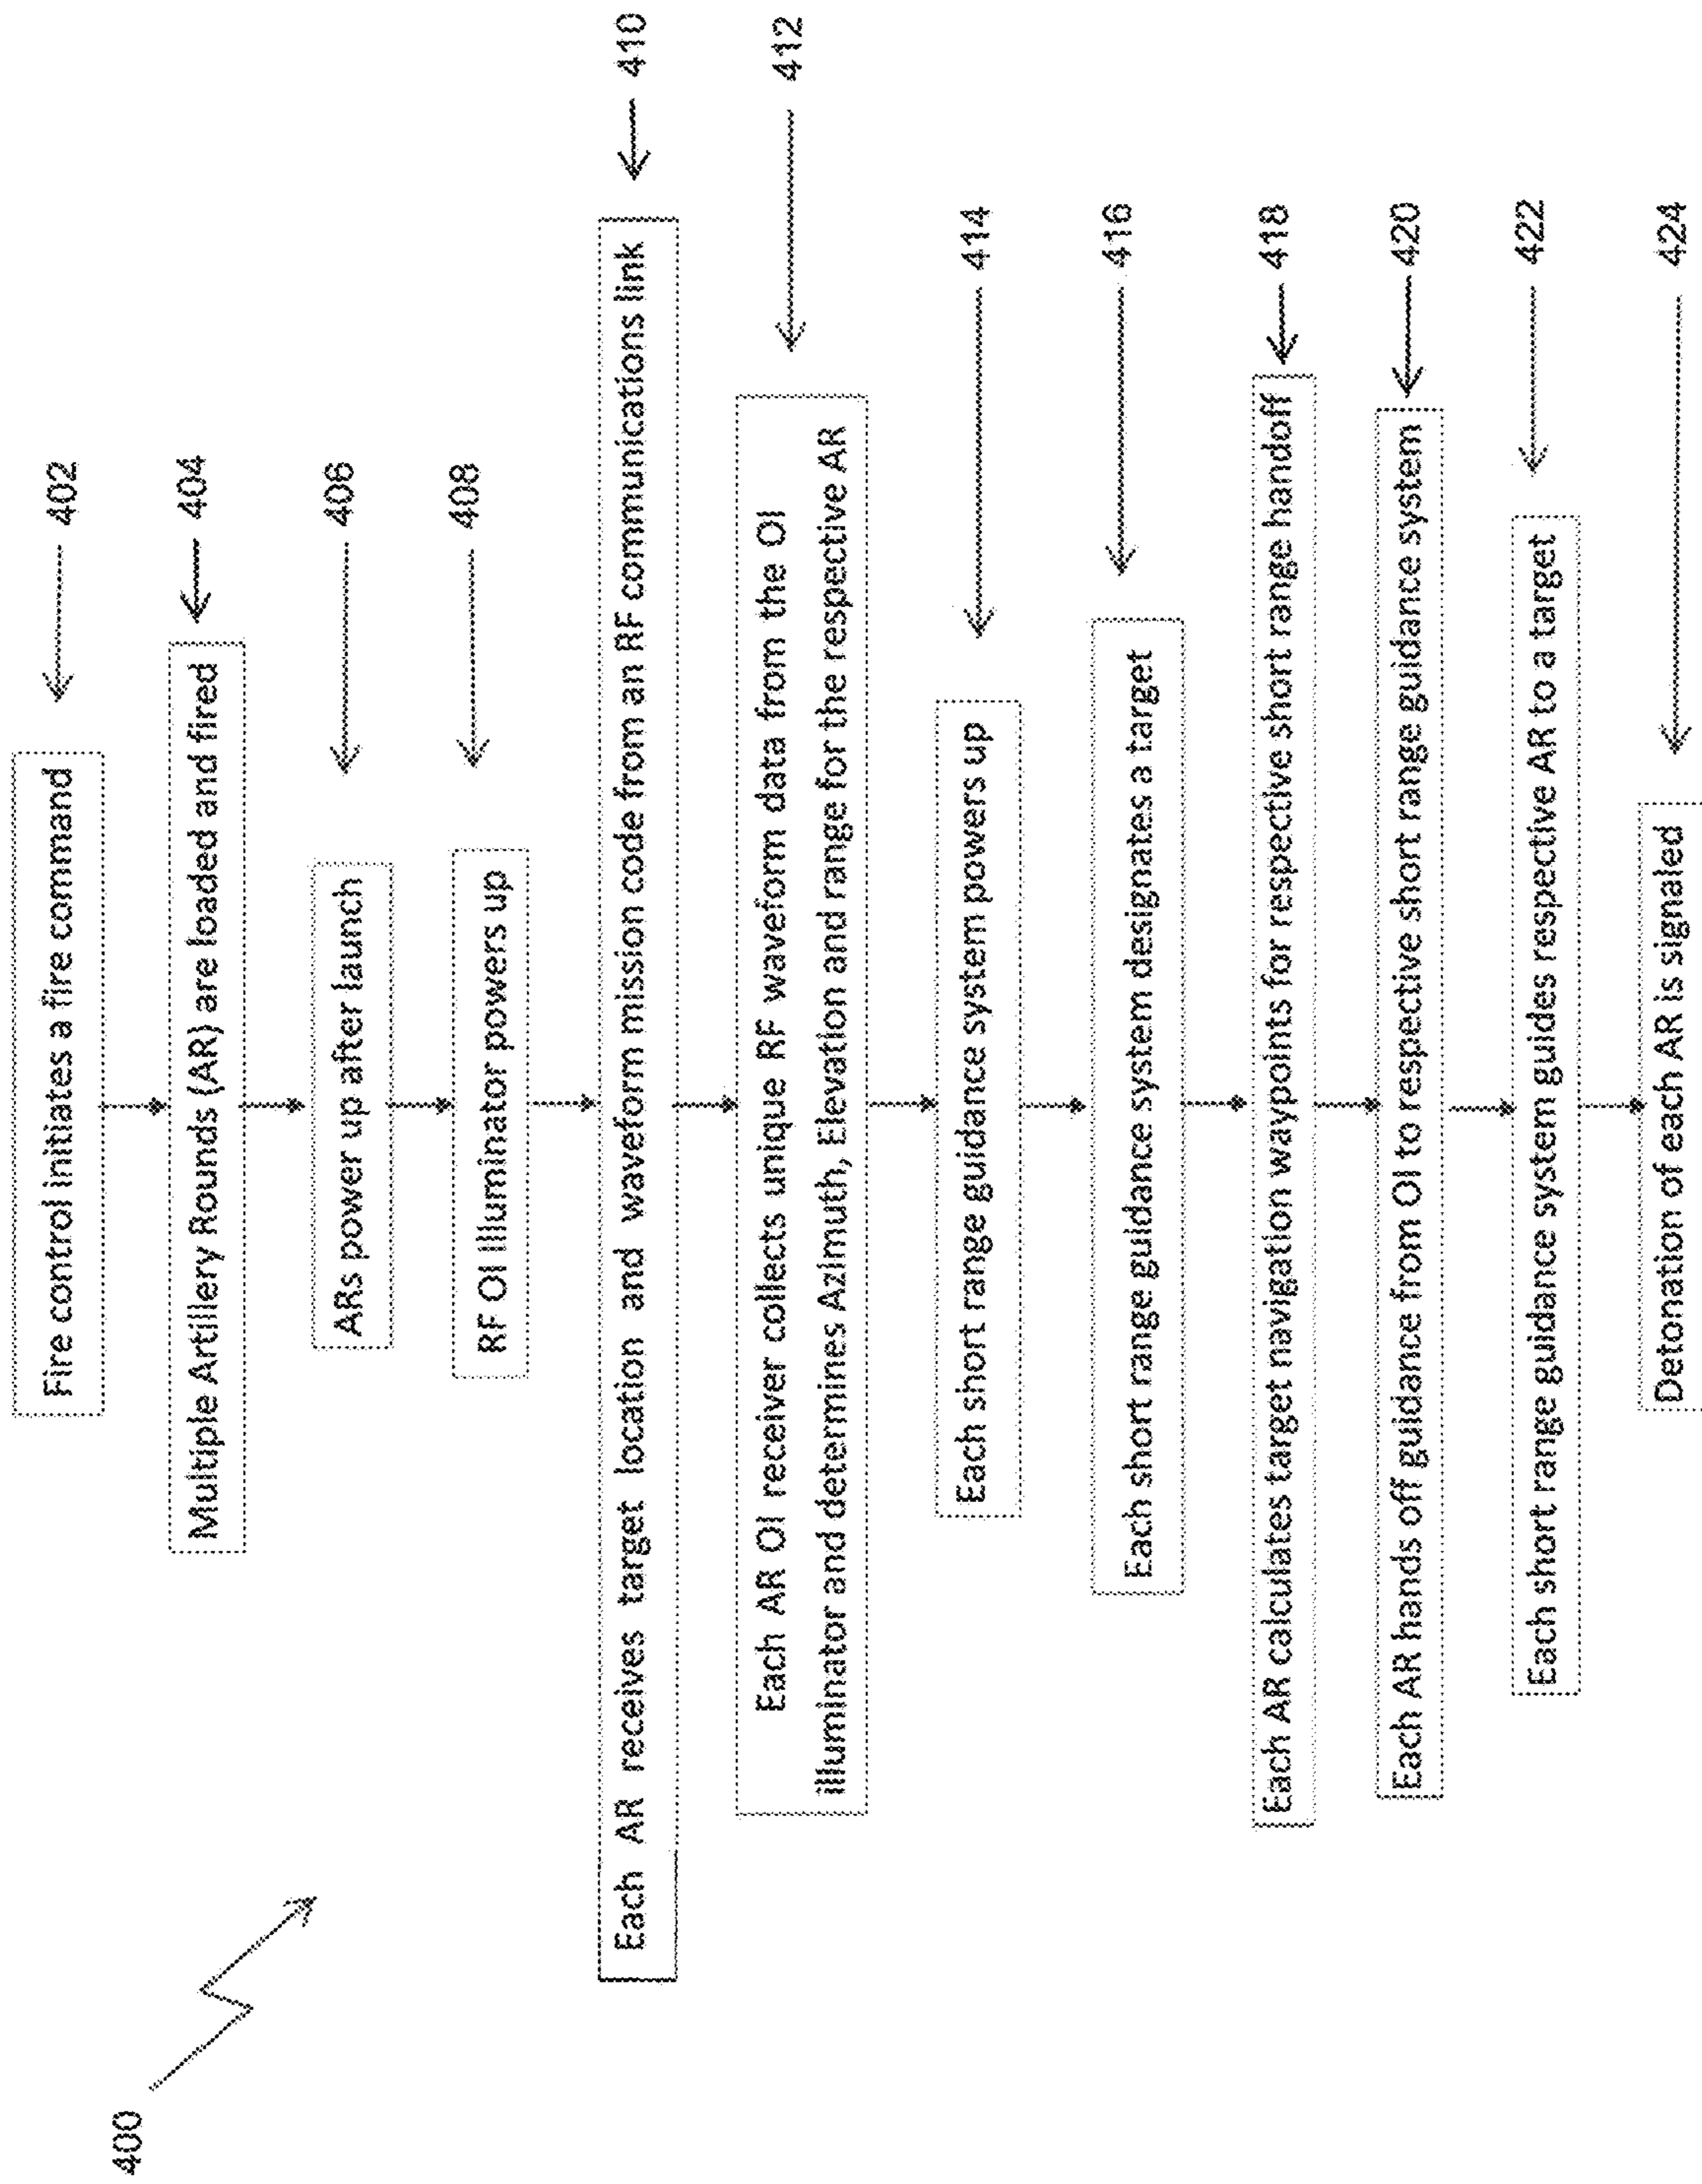 400
Fire control initiates a fire command
402
Multiple Artillery Rounds (AR) are loaded and fired
404
ARs power up after launch
406
RF OI illuminator powers up
408
Each AR receives target location and waveform mission code from an RF communications link
410
Each AR OI receiver collects unique RF waveform data from the OI
illuminator and determines Azimuth, Elevation and range for the respective AR
412
Each short range guidance system powers up
414
Each short range guidance system designates a target
416
Each AR calculates target navigation waypoints for respective short range handoff
418
Each AR hands off guidance from OI to respective short range guidance system
420
Each short range guidance system guides respective AR to a target
422
Detonation of each AR is signaled
424